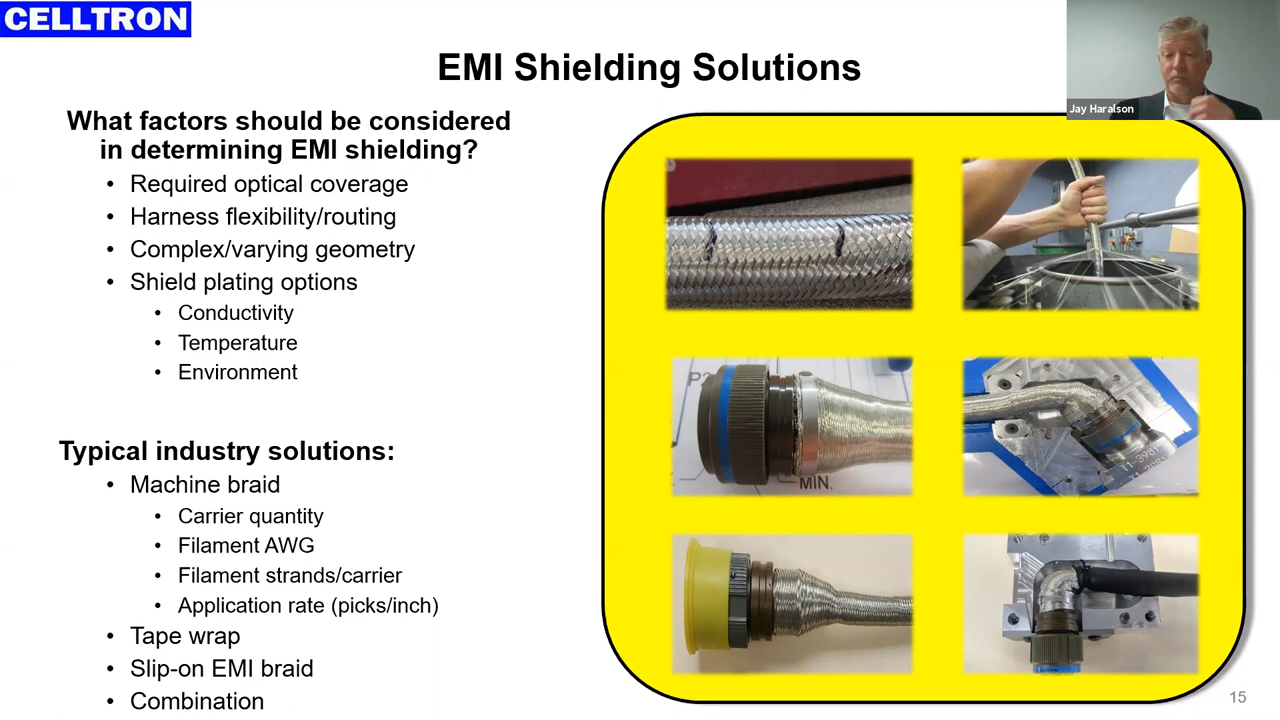 CELLTRON
EMI Shielding Solutions
Jay Haralson
What factors should be considered
in determining EMI shielding?
• Required optical coverage
• Harness flexibility/routing
• Complex/varying geometry
• Shield plating options
• Conductivity
• Temperature
• Environment
Typical industry solutions:
• Machine braid
• Carrier quantity
• Filament AWG
• Filament strands/carrier
• Application rate (picks/inch)
• Tape wrap
• Slip-on EMI braid
• Combination
MIN.
15